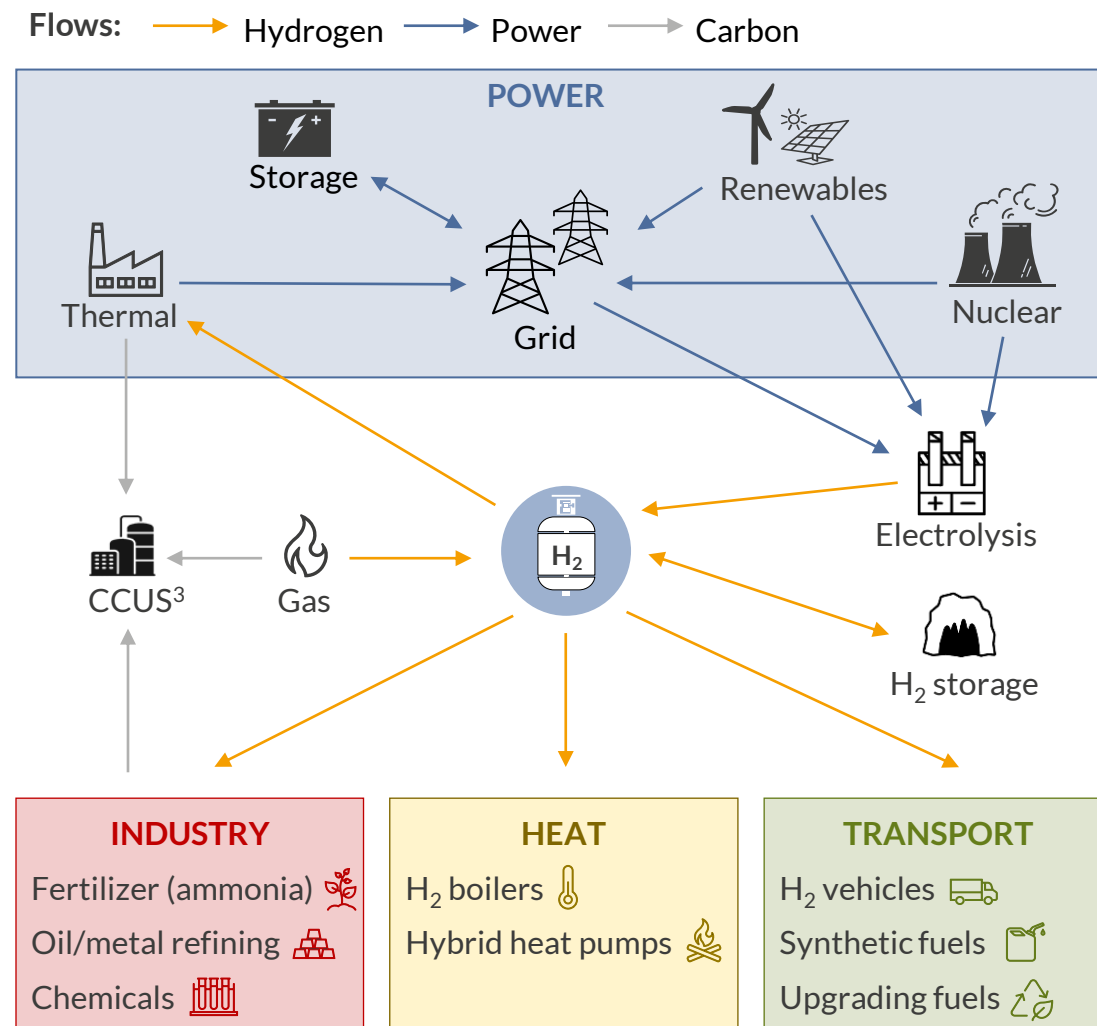 Flows: Hydrogen Power Carbon
POWER
Storage
Renewables
Thermal
Grid
Nuclear
Electrolysis
H₂
CCUS³
Gas
H₂ storage
INDUSTRY
Fertilizer (ammonia)
Oil/metal refining
Chemicals
HEAT
H₂ boilers
Hybrid heat pumps
TRANSPORT
H₂ vehicles
Synthetic fuels
Upgrading fuels